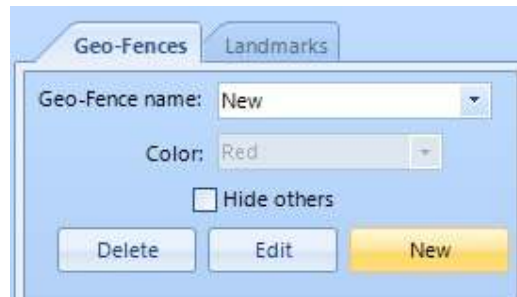 Geo-Fences Landmarks
Geo-Fence name: New
Color: Red
Hide others
Delete Edit New